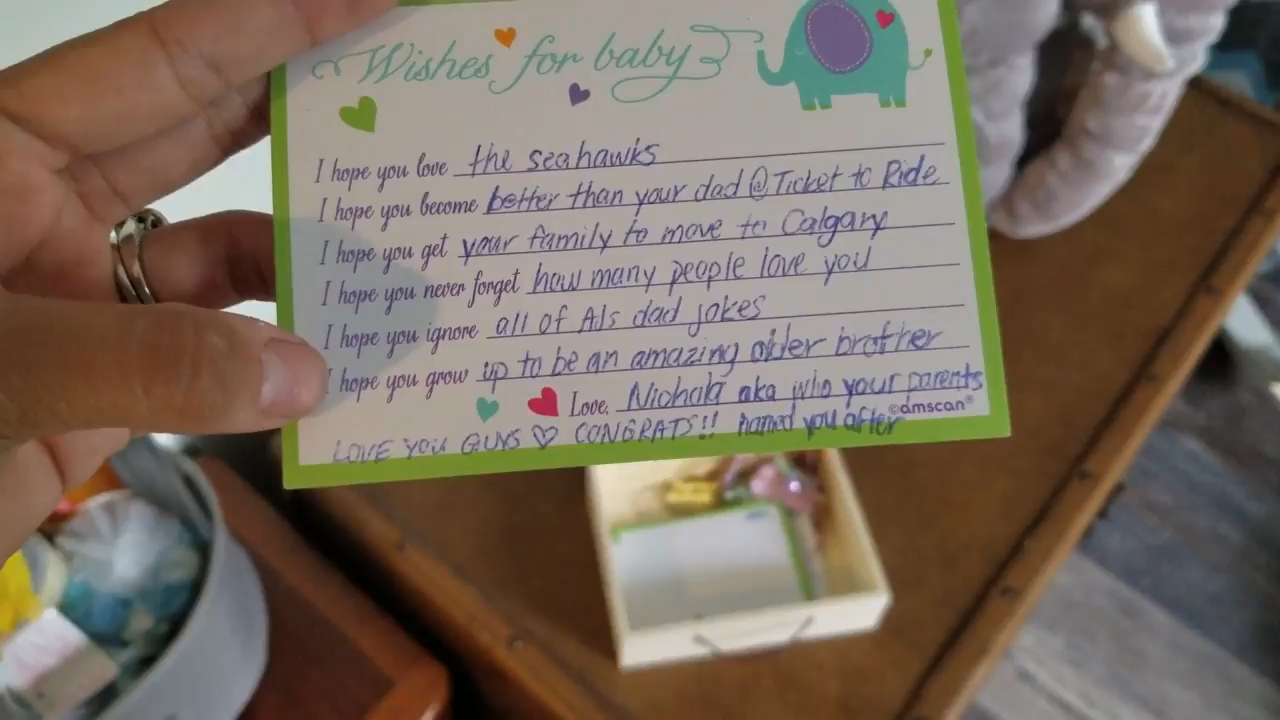 Wishes for baby
I hope you love the seahawks
I hope you become better than your dad @ Ticket to Ride
I hope you get your family to move to Calgary
I hope you never forget how many people love you
I hope you ignore all of AJs dad jokes
I hope you grow up to be an amazing older brother
Love, Nichola aka who your parents
©amscan®
LOVE YOU GUYS ♡ CONGRATS!! named you after